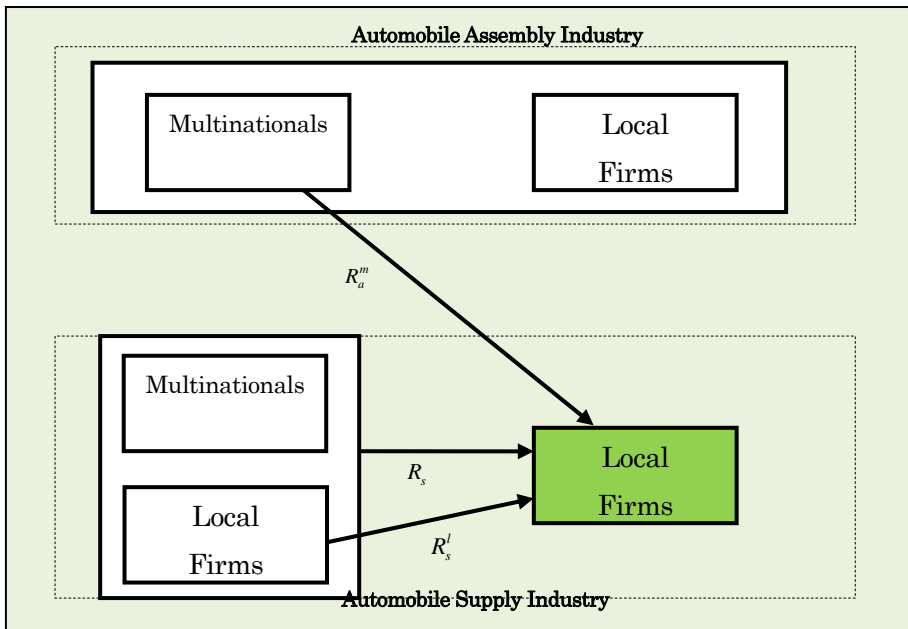 Automobile Assembly Industry
Multinationals
Local
Firms
R_a^m
Multinationals
Local
Firms
R_s
Local
Firms
R_s^l
Automobile Supply Industry